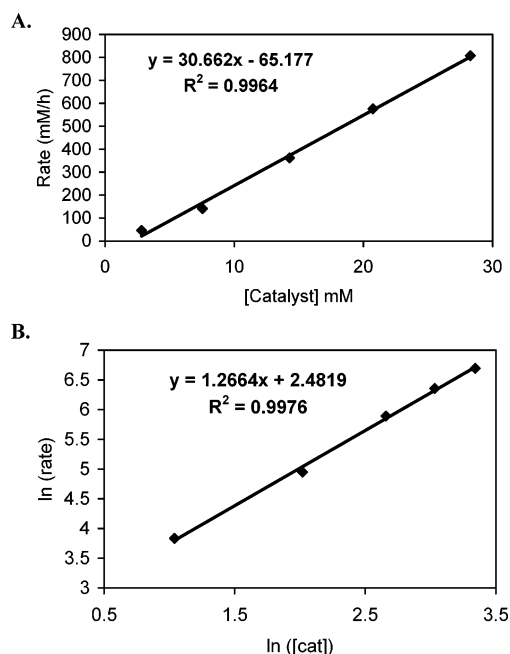 A.
900
800
700
600
500
400
300
200
100
0
Rate (mM/h)
y = 30.662x - 65.177
R² = 0.9964
0 10 20 30
[Catalyst] mM
B.
7
6.5
6
5.5
5
4.5
4
3.5
3
ln (rate)
y = 1.2664x + 2.4819
R² = 0.9976
0.5 1.5 2.5 3.5
ln ([cat])